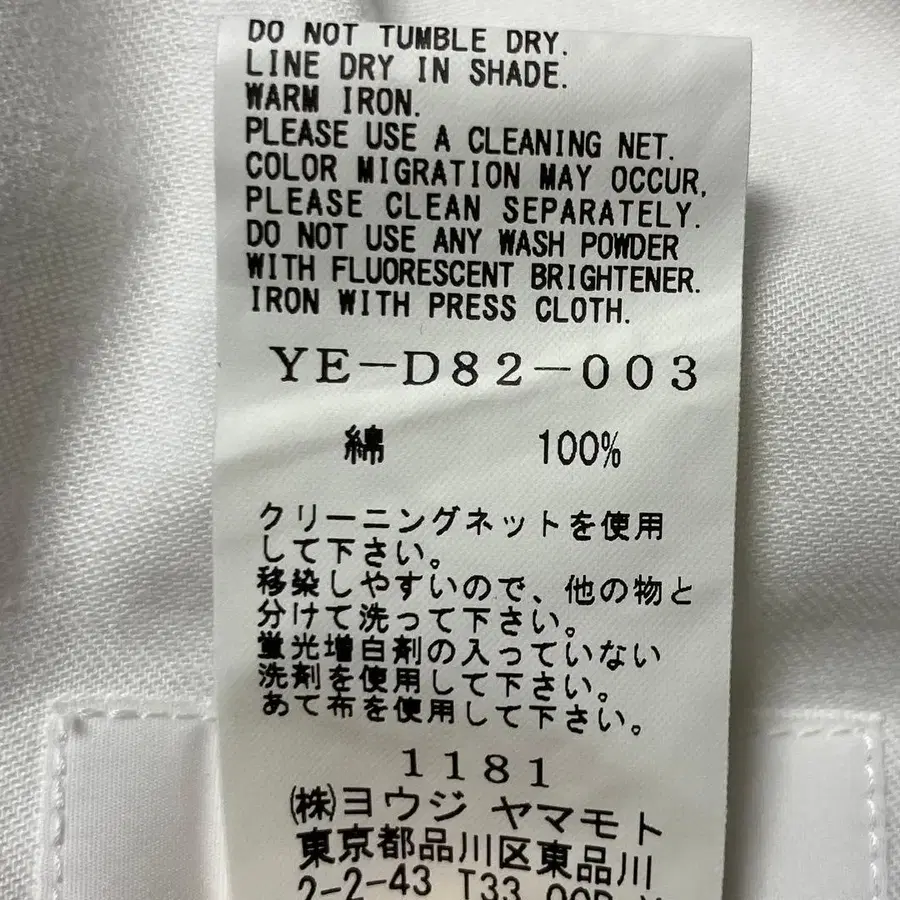 DO NOT TUMBLE DRY.
LINE DRY IN SHADE.
WARM IRON.
PLEASE USE A CLEANING NET.
COLOR MIGRATION MAY OCCUR,
PLEASE CLEAN SEPARATELY.
DO NOT USE ANY WASH POWDER
WITH FLUORESCENT BRIGHTENER.
IRON WITH PRESS CLOTH.
YE-D82-003
綿 100%
クリーニングネットを使用
して下さい。
移染しやすいので、他の物と
分けて洗って下さい。
蛍光増白剤の入っていない
洗剤を使用して下さい。
あて布を使用して下さい。
1181
(株)ヨウジ ヤマモト
東京都品川区東品川
2-2-43 T33